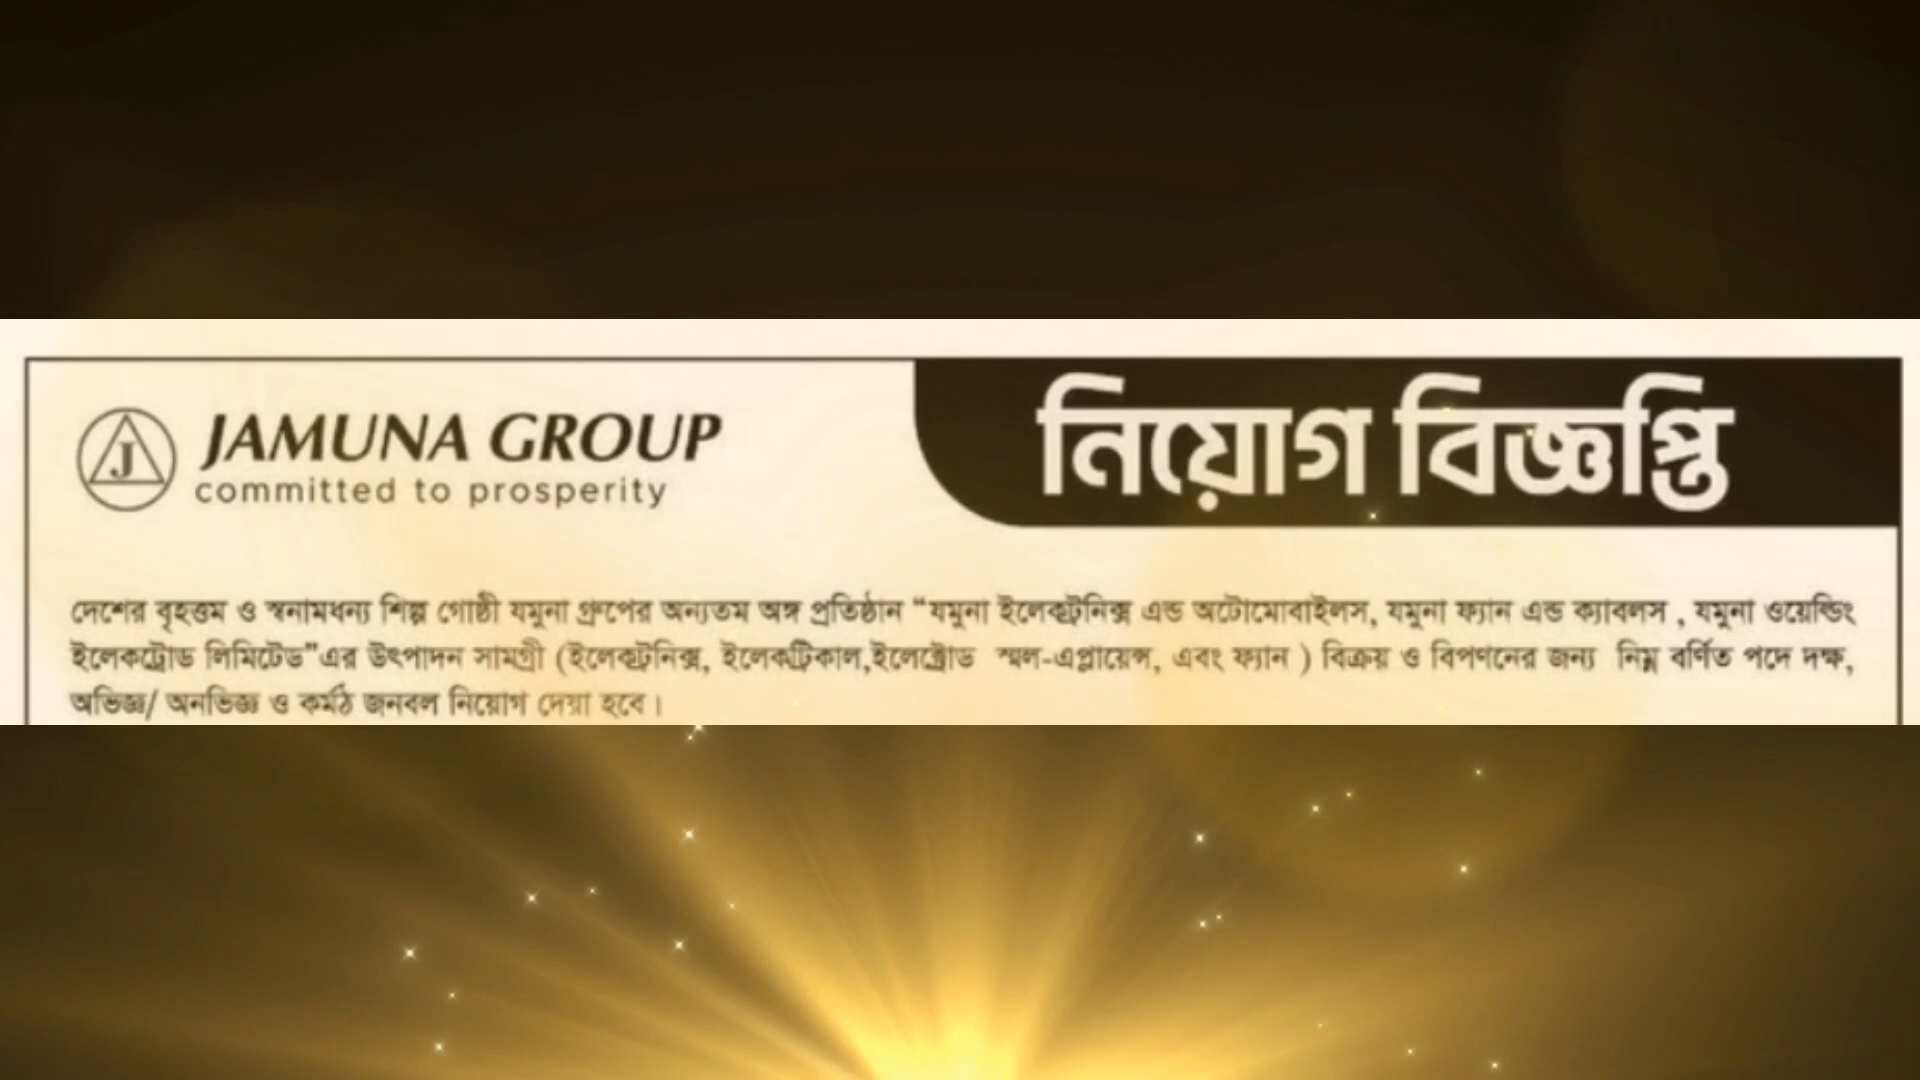 JAMUNA GROUP
committed to prosperity
নিয়োগ বিজ্ঞপ্তি
দেশের বৃহত্তম ও স্বনামধন্য শিল্প গোষ্ঠী যমুনা গ্রুপের অন্যতম অঙ্গ প্রতিষ্ঠান “যমুনা ইলেকট্রনিক্স এন্ড অটোমোবাইলস, যমুনা ফ্যান এন্ড ক্যাবলস , যমুনা ওয়েল্ডিং
ইলেকট্রোড লিমিটেড”এর উৎপাদন সামগ্রী (ইলেকট্রনিক্স, ইলেকট্রিকাল,ইলেক্ট্রোড স্মল-এপ্লায়েন্স, এবং ফ্যান ) বিক্রয় ও বিপণনের জন্য নিম্ন বর্ণিত পদে দক্ষ,
অভিজ্ঞ/ অনভিজ্ঞ ও কর্মঠ জনবল নিয়োগ দেয়া হবে।